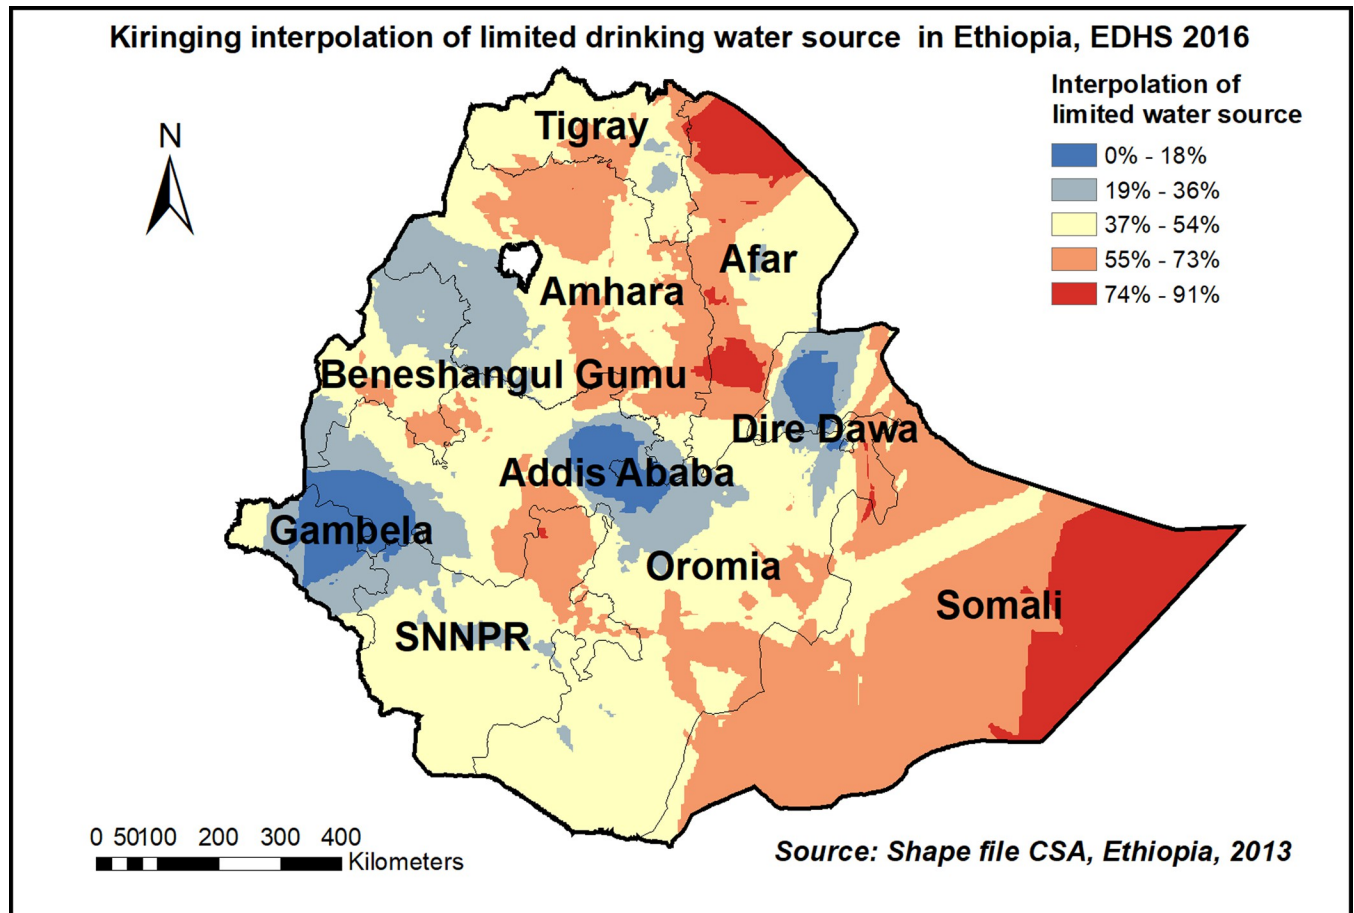 Kiringing interpolation of limited drinking water source in Ethiopia, EDHS 2016
Interpolation of
limited water source
0% - 18%
19% - 36%
37% - 54%
55% - 73%
74% - 91%
N
Tigray
Afar
Amhara
Beneshangul Gumu
Dire Dawa
Addis Ababa
Gambela
Oromia
Somali
SNNPR
0 50100 200 300 400
Kilometers
Source: Shape file CSA, Ethiopia, 2013